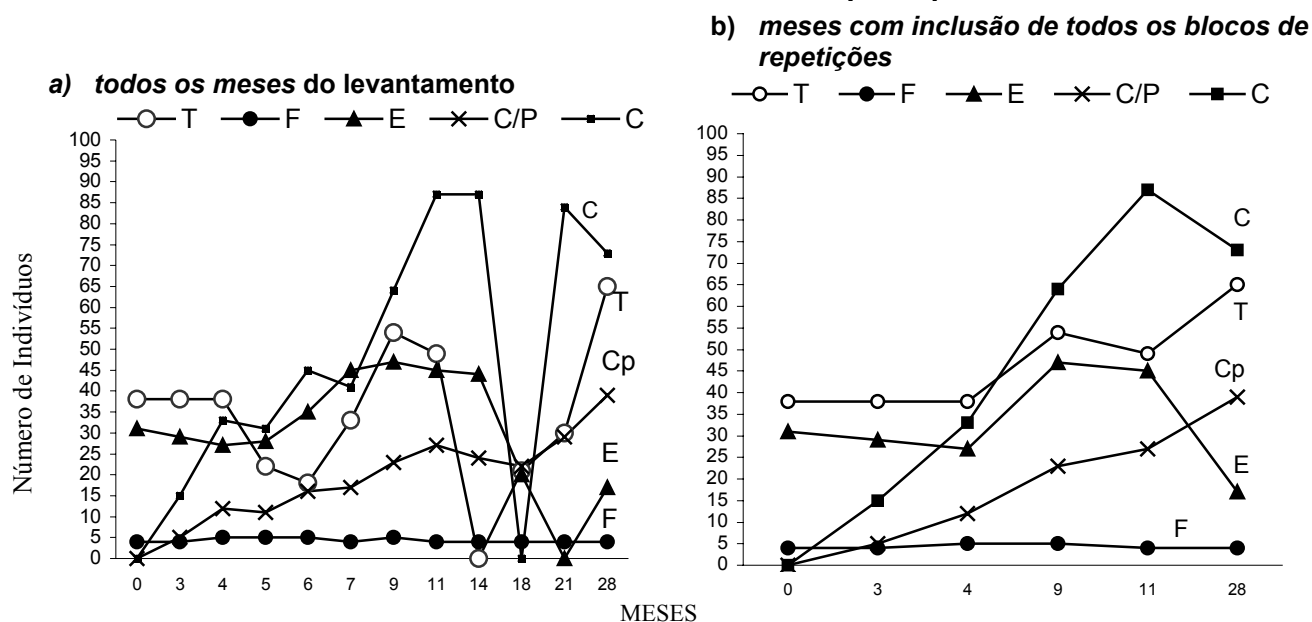 b) meses com inclusão de todos os blocos de
repetições
a) todos os meses do levantamento
T F E C/P C
T F E C/P C
Número de Indivíduos
100
95
90
85
80
75
70
65
60
55
50
45
40
35
30
25
20
15
10
5
0
C
T
Cp
E
F
0 3 4 5 6 7 9 11 14 18 21 28
100
95
90
85
80
75
70
65
60
55
50
45
40
35
30
25
20
15
10
5
0
C
T
Cp
E
F
0 3 4 9 11 28
MESES